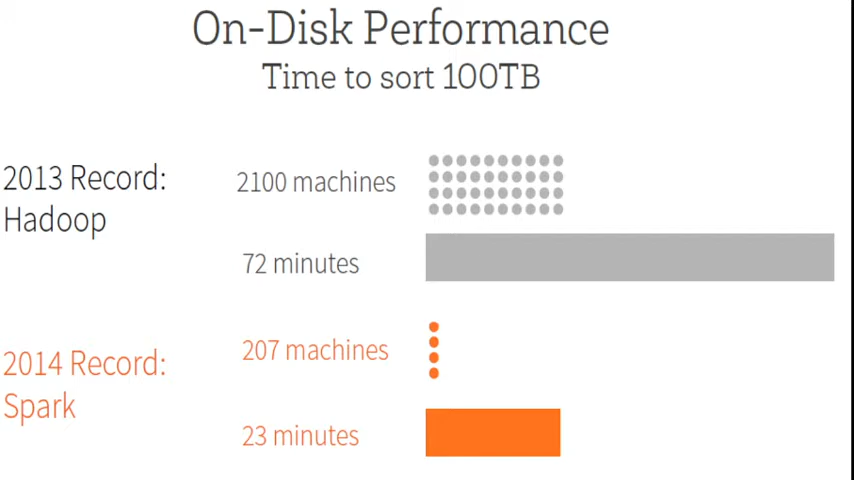 On-Disk Performance
Time to sort 100TB
2013 Record:
Hadoop
2100 machines
72 minutes
2014 Record:
Spark
207 machines
23 minutes